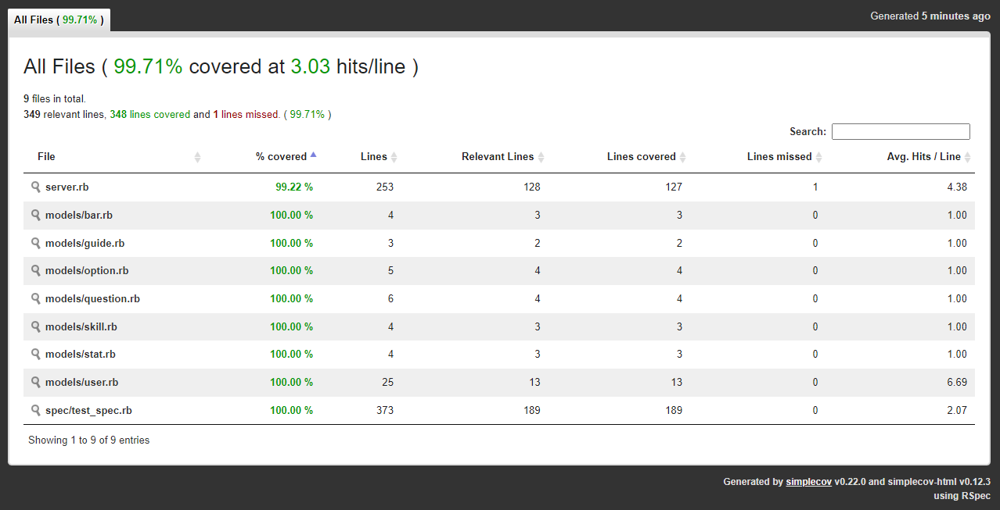 All Files ( 99.71% )
Generated 5 minutes ago
All Files ( 99.71% covered at 3.03 hits/line )
9 files in total.
349 relevant lines, 348 lines covered and 1 lines missed. ( 99.71% )
Search:
File % covered Lines Relevant Lines Lines covered Lines missed Avg. Hits / Line
server.rb 99.22 % 253 128 127 1 4.38
models/bar.rb 100.00 % 4 3 3 0 1.00
models/guide.rb 100.00 % 3 2 2 0 1.00
models/option.rb 100.00 % 5 4 4 0 1.00
models/question.rb 100.00 % 6 4 4 0 1.00
models/skill.rb 100.00 % 4 3 3 0 1.00
models/stat.rb 100.00 % 4 3 3 0 1.00
models/user.rb 100.00 % 25 13 13 0 6.69
spec/test_spec.rb 100.00 % 373 189 189 0 2.07
Showing 1 to 9 of 9 entries
Generated by simplecov v0.22.0 and simplecov-html v0.12.3
using RSpec